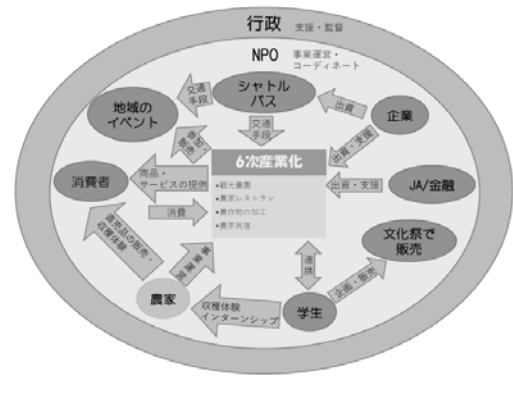 行政 支援・監督
NPO 事業運営・
コーディネート
シャトル
バス
交通
手段
出資
企業
地域の
イベント
交通
手段
参加・
販売
出資・支援
6次産業化
•観光農園
•農家レストラン
•農作物の加工
•農家民宿
消費者
商品・
サービスの提供
出資・支援
JA/金融
消費
文化祭で
販売
直売品の販売・
収穫体験
事業
運営
連携
企画・販売
農家
収穫体験
インターンシップ
学生